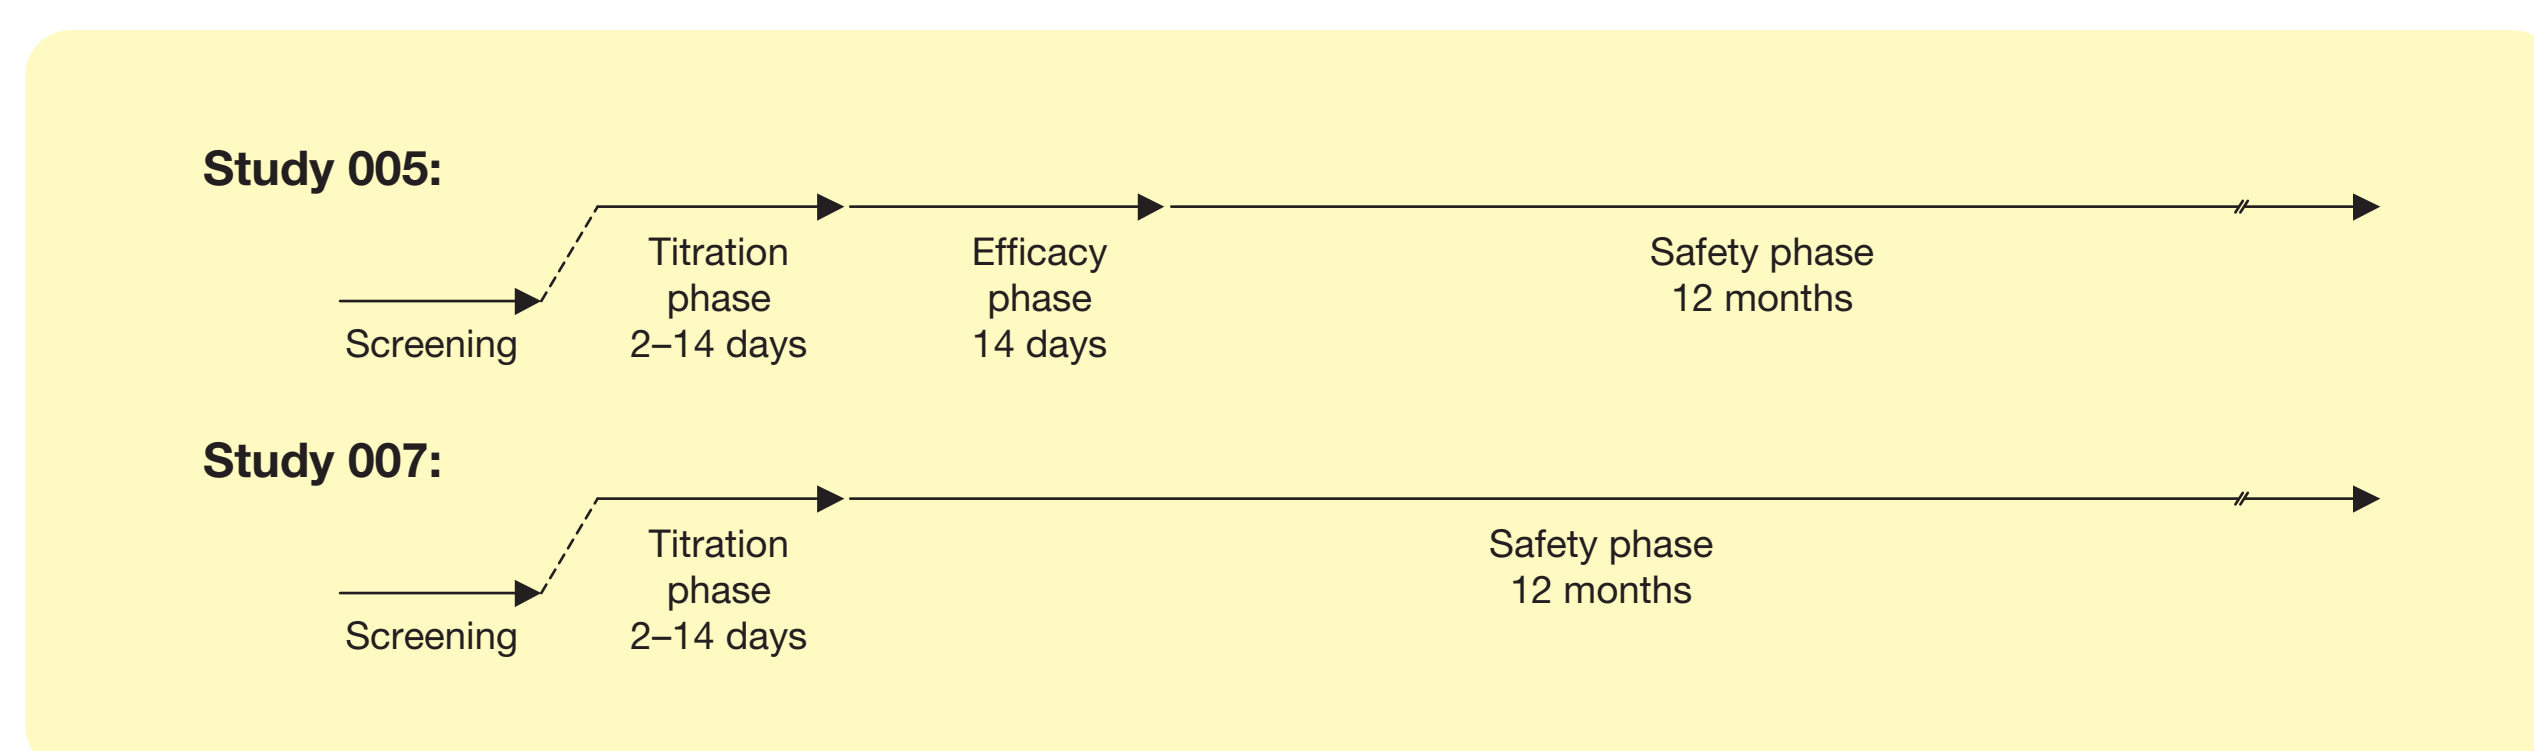 Study 005:
Screening
Titration
phase
2–14 days
Efficacy
phase
14 days
Safety phase
12 months
Study 007:
Screening
Titration
phase
2–14 days
Safety phase
12 months